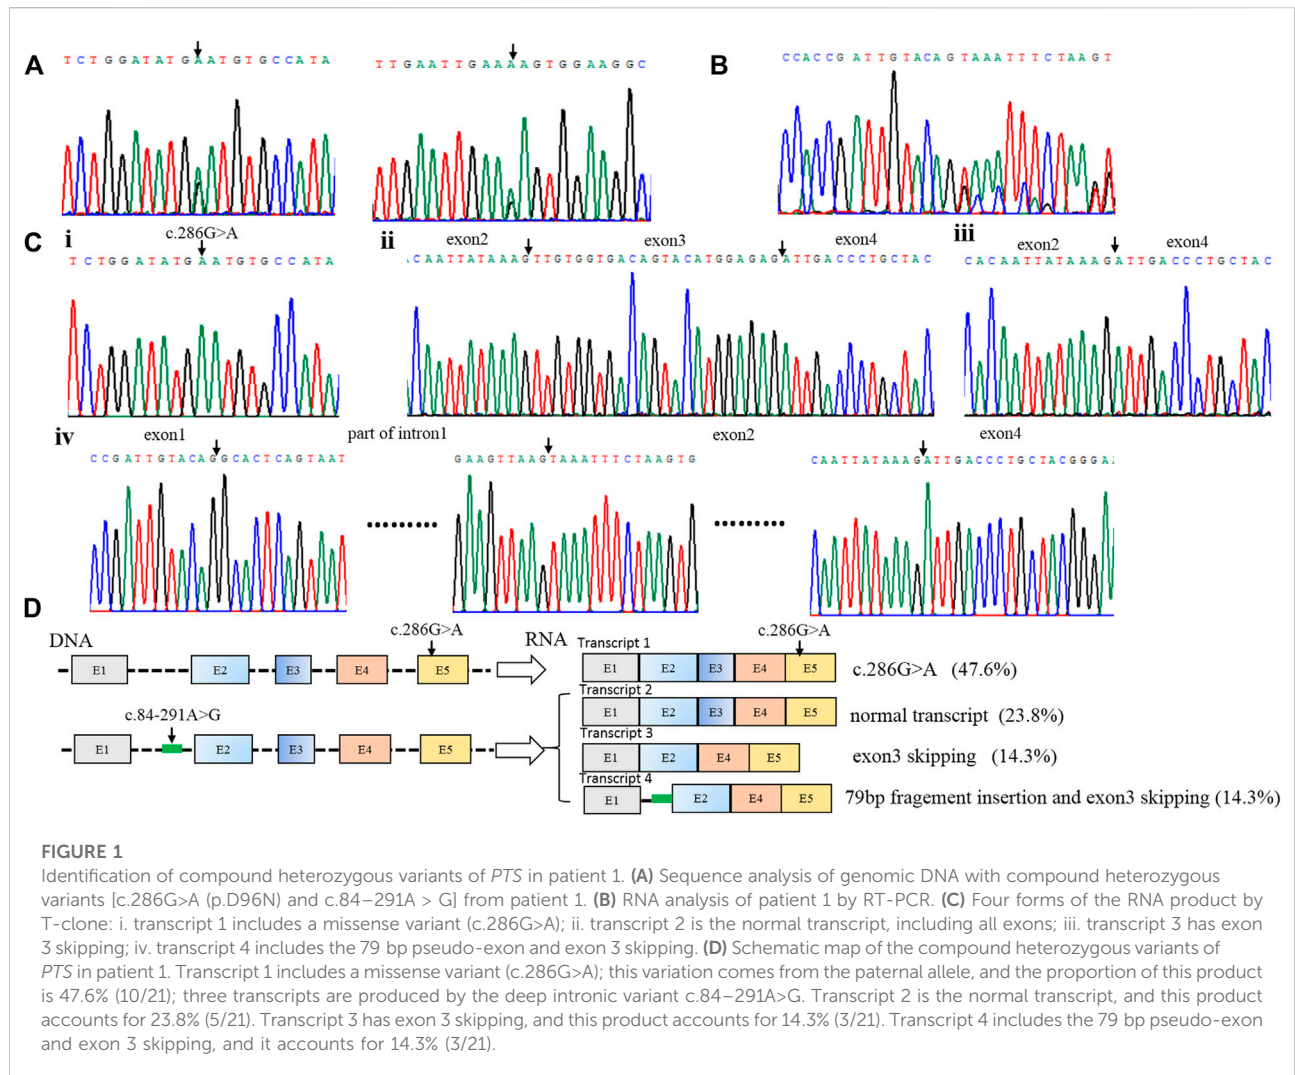 A
TCTGGATATGAATGTGCCATA
TTGAATTGAAAAGTGGAAGGC
B
CCACCGATTGTACAGTAAATTTCTAAGT
C
i
c.286G>A
TCTGGATATGAATGTGCCATA
ii
exon2
exon3
exon4
ACAATTATAAAGTTGTGGTGACAGTACATGGAGAGATTGACCCTGCTAC
iii
exon2
exon4
CACAATTATAAAGATTGACCCTGCTAC
iv
exon1
part of intron1
exon2
exon4
CCGATTGTACAGGCACTCAGTAAT
GAAGTTAAGTAAATTTCTAAGTG
CAATTATAAAGATTGACCCTGCTACGGGA
D
DNA
c.286G>A
E1 E2 E3 E4 E5
c.84-291A>G
E1 E2 E3 E4 E5
RNA
Transcript 1
c.286G>A
E1 E2 E3 E4 E5
c.286G>A (47.6%)
Transcript 2
E1 E2 E3 E4 E5
normal transcript (23.8%)
Transcript 3
E1 E2 E4 E5
exon3 skipping (14.3%)
Transcript 4
E1 E2 E4 E5
79bp fragement insertion and exon3 skipping (14.3%)
FIGURE 1
Identification of compound heterozygous variants of PTS in patient 1. (A) Sequence analysis of genomic DNA with compound heterozygous
variants [c.286G>A (p.D96N) and c.84–291A > G] from patient 1. (B) RNA analysis of patient 1 by RT-PCR. (C) Four forms of the RNA product by
T-clone: i. transcript 1 includes a missense variant (c.286G>A); ii. transcript 2 is the normal transcript, including all exons; iii. transcript 3 has exon
3 skipping; iv. transcript 4 includes the 79 bp pseudo-exon and exon 3 skipping. (D) Schematic map of the compound heterozygous variants of
PTS in patient 1. Transcript 1 includes a missense variant (c.286G>A); this variation comes from the paternal allele, and the proportion of this product
is 47.6% (10/21); three transcripts are produced by the deep intronic variant c.84–291A>G. Transcript 2 is the normal transcript, and this product
accounts for 23.8% (5/21). Transcript 3 has exon 3 skipping, and this product accounts for 14.3% (3/21). Transcript 4 includes the 79 bp pseudo-exon
and exon 3 skipping, and it accounts for 14.3% (3/21).